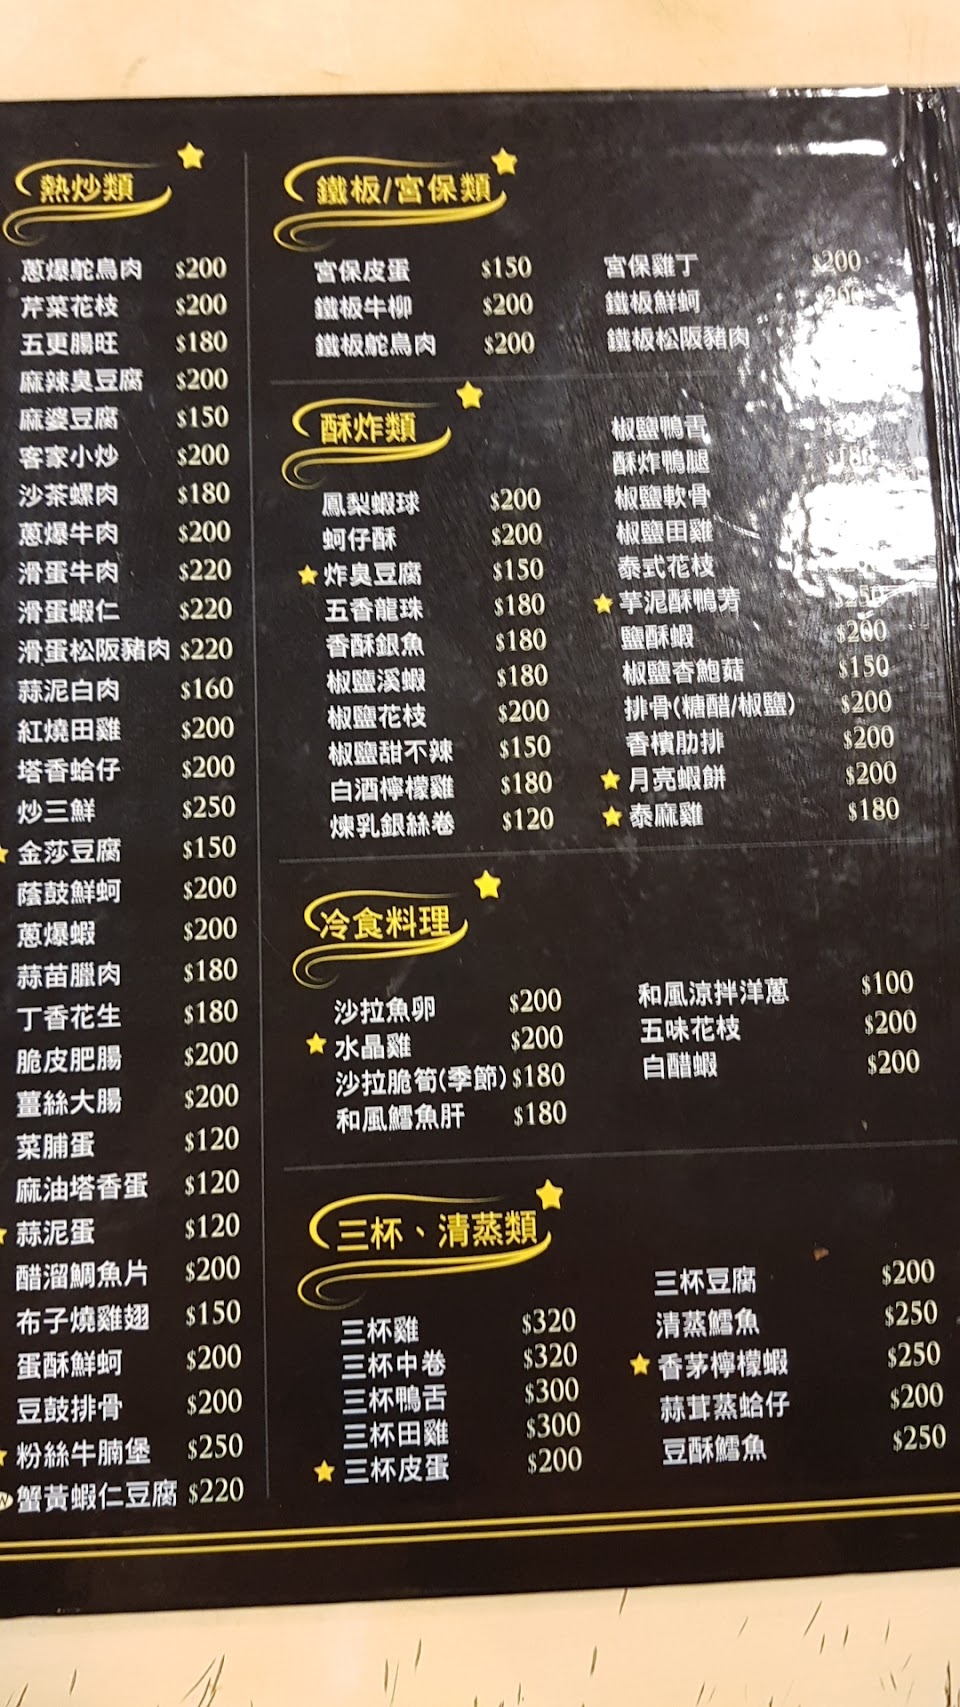 熱炒類
蔥爆鴕鳥肉 $200
芹菜花枝 $200
五更腸旺 $180
麻辣臭豆腐 $200
麻婆豆腐 $150
客家小炒 $200
沙茶螺肉 $180
蔥爆牛肉 $200
滑蛋牛肉 $220
滑蛋蝦仁 $220
滑蛋松阪豬肉 $220
蒜泥白肉 $160
紅燒田雞 $200
塔香蛤仔 $200
炒三鮮 $250
金莎豆腐 $150
蔭鼓鮮蚵 $200
蔥爆蝦 $200
蒜苗臘肉 $180
丁香花生 $180
脆皮肥腸 $200
薑絲大腸 $200
菜脯蛋 $120
麻油塔香蛋 $120
蒜泥蛋 $120
醋溜鯛魚片 $200
布子燒雞翅 $150
蛋酥鮮蚵 $200
豆鼓排骨 $200
粉絲牛腩堡 $250
蟹黃蝦仁豆腐 $220
鐵板/宮保類
宮保皮蛋 $150
鐵板牛柳 $200
鐵板鴕鳥肉 $200
宮保雞丁 $200
鐵板鮮蚵 $200
鐵板松阪豬肉
酥炸類
鳳梨蝦球 $200
蚵仔酥 $200
炸臭豆腐 $150
五香龍珠 $180
香酥銀魚 $180
椒鹽溪蝦 $180
椒鹽花枝 $200
椒鹽甜不辣 $150
白酒檸檬雞 $180
煉乳銀絲卷 $120
椒鹽鴨舌
酥炸鴨腿
椒鹽軟骨
椒鹽田雞
泰式花枝
芋泥酥鴨芳 $250
鹽酥蝦 $200
椒鹽杏鮑菇 $150
排骨(糖醋/椒鹽) $200
香檳肋排 $200
月亮蝦餅 $200
泰麻雞 $180
冷食料理
沙拉魚卵 $200
水晶雞 $200
沙拉脆筍(季節) $180
和風鱈魚肝 $180
和風涼拌洋蔥 $100
五味花枝 $200
白醋蝦 $200
三杯、清蒸類
三杯雞 $320
三杯中卷 $320
三杯鴨舌 $300
三杯田雞 $300
三杯皮蛋 $200
三杯豆腐 $200
清蒸鱈魚 $250
香茅檸檬蝦 $250
蒜茸蒸蛤仔 $200
豆酥鱈魚 $250